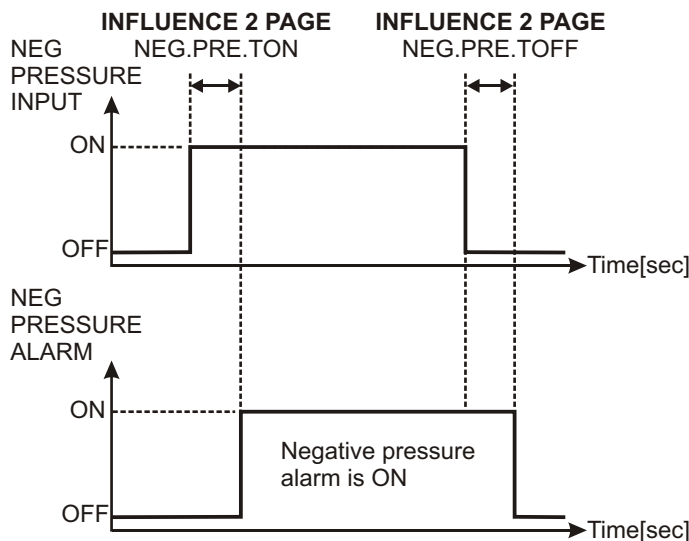 INFLUENCE 2 PAGE
NEG.PRE.TON
INFLUENCE 2 PAGE
NEG.PRE.TOFF
NEG
PRESSURE
INPUT
ON
OFF
Time[sec]
NEG
PRESSURE
ALARM
ON
Negative pressure
alarm is ON
OFF
Time[sec]